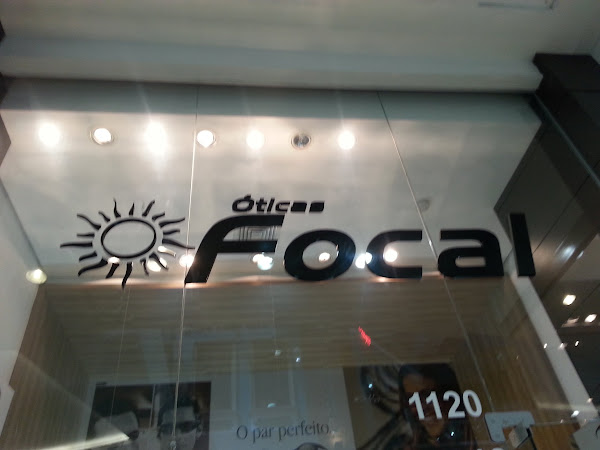 Óticas
Focal
1120
O par perfeito.